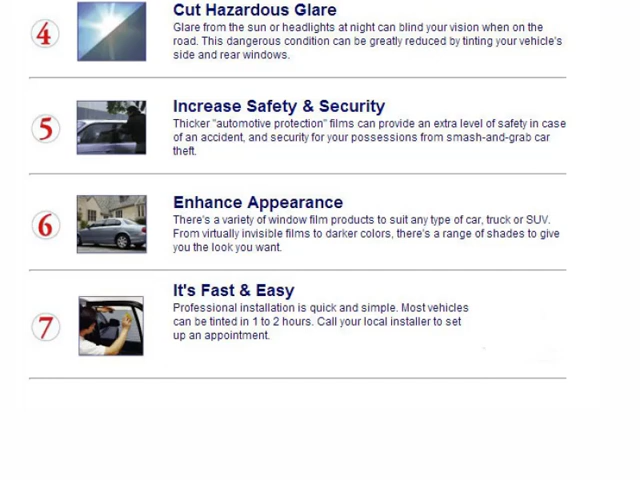 4
Cut Hazardous Glare
Glare from the sun or headlights at night can blind your vision when on the
road. This dangerous condition can be greatly reduced by tinting your vehicle's
side and rear windows.
5
Increase Safety & Security
Thicker "automotive protection" films can provide an extra level of safety in case
of an accident, and security for your possessions from smash-and-grab car
theft.
6
Enhance Appearance
There's a variety of window film products to suit any type of car, truck or SUV.
From virtually invisible films to darker colors, there's a range of shades to give
you the look you want.
7
It's Fast & Easy
Professional installation is quick and simple. Most vehicles
can be tinted in 1 to 2 hours. Call your local installer to set
up an appointment.